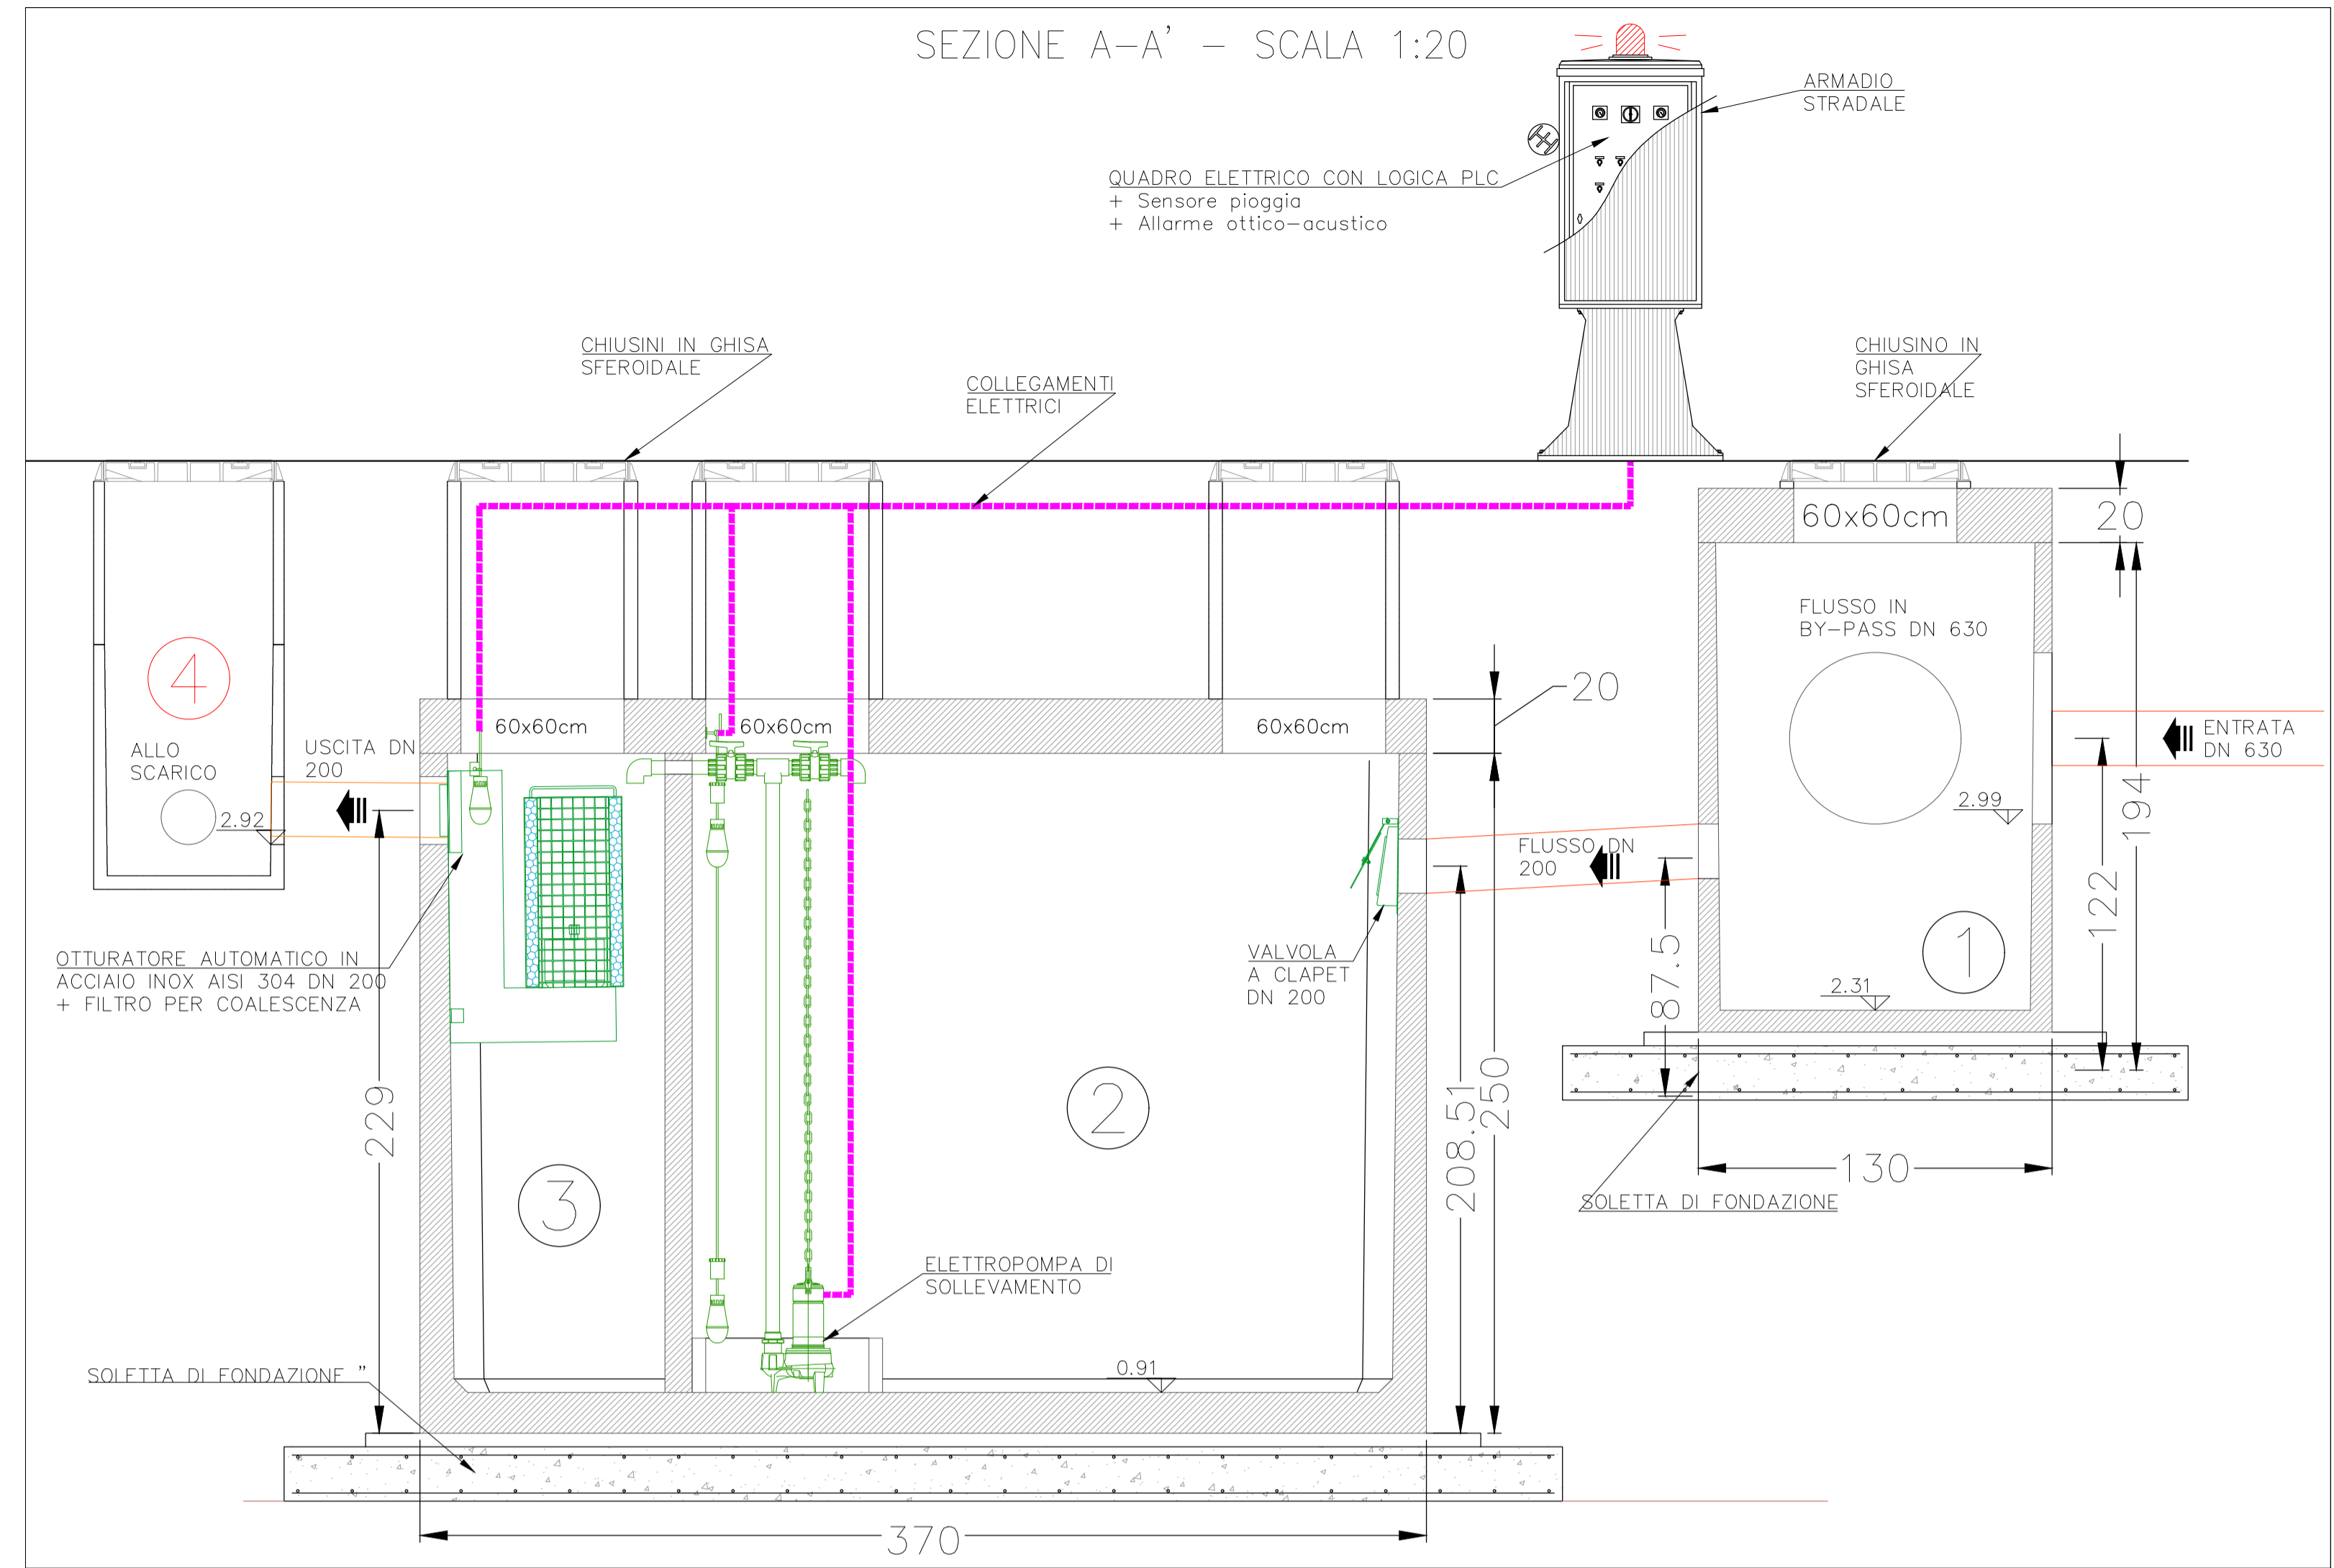 SEZIONE A-A' - SCALA 1:20
ARMADIO
STRADALE
QUADRO ELETTRICO CON LOGICA PLC
+ Sensore pioggia
+ Allarme ottico-acustico
CHIUSINI IN GHISA
SFEROIDALE
COLLEGAMENTI
ELETTRICI
CHIUSINO IN
GHISA
SFEROIDALE
60x60cm
20
FLUSSO IN
BY-PASS DN 630
4
ALLO
SCARICO
USCITA DN
200
2.92
60x60cm
60x60cm
60x60cm
20
ENTRATA
DN 630
2.99
194
122
FLUSSO DN
200
87.5
1
2.31
OTTURATORE AUTOMATICO IN
ACCIAIO INOX AISI 304 DN 200
+ FILTRO PER COALESCENZA
VALVOLA
A CLAPET
DN 200
229
2
3
208.51
250
130
SOLETTA DI FONDAZIONE
ELETTROPOMPA DI
SOLLEVAMENTO
0.91
SOLETTA DI FONDAZIONE "
370